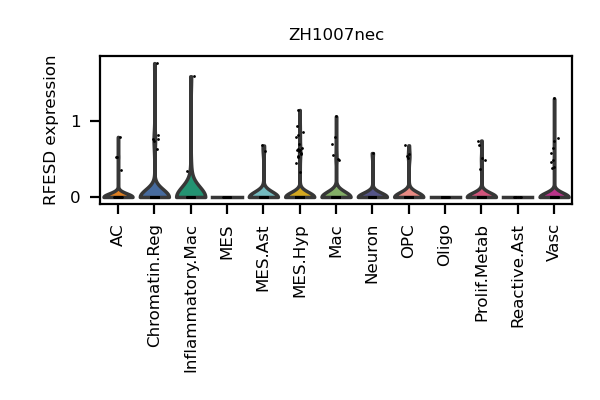 ZH1007nec
RFESD expression
1
0
AC
Chromatin.Reg
Inflammatory.Mac
MES
MES.Ast
MES.Hyp
Mac
Neuron
OPC
Oligo
Prolif.Metab
Reactive.Ast
Vasc